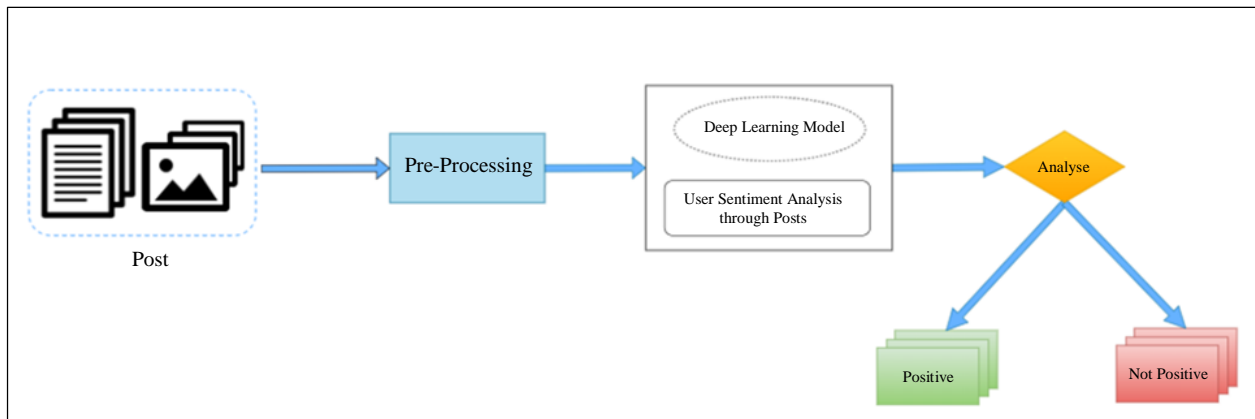 Post
Pre-Processing
Deep Learning Model
User Sentiment Analysis
through Posts
Analyse
Positive
Not Positive